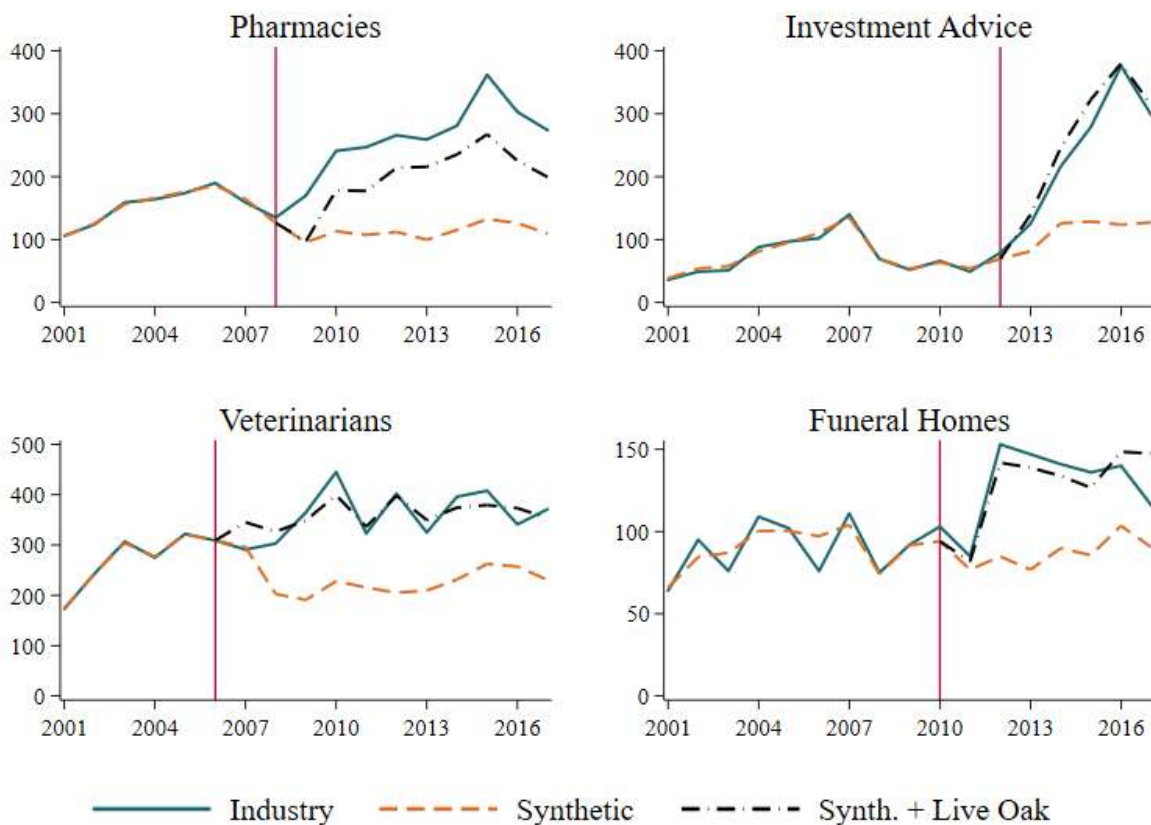 Pharmacies
400
300
200
100
0
2001 2004 2007 2010 2013 2016
Investment Advice
400
300
200
100
0
2001 2004 2007 2010 2013 2016
Veterinarians
500
400
300
200
100
0
2001 2004 2007 2010 2013 2016
Funeral Homes
150
100
50
0
2001 2004 2007 2010 2013 2016
Industry Synthetic Synth. + Live Oak